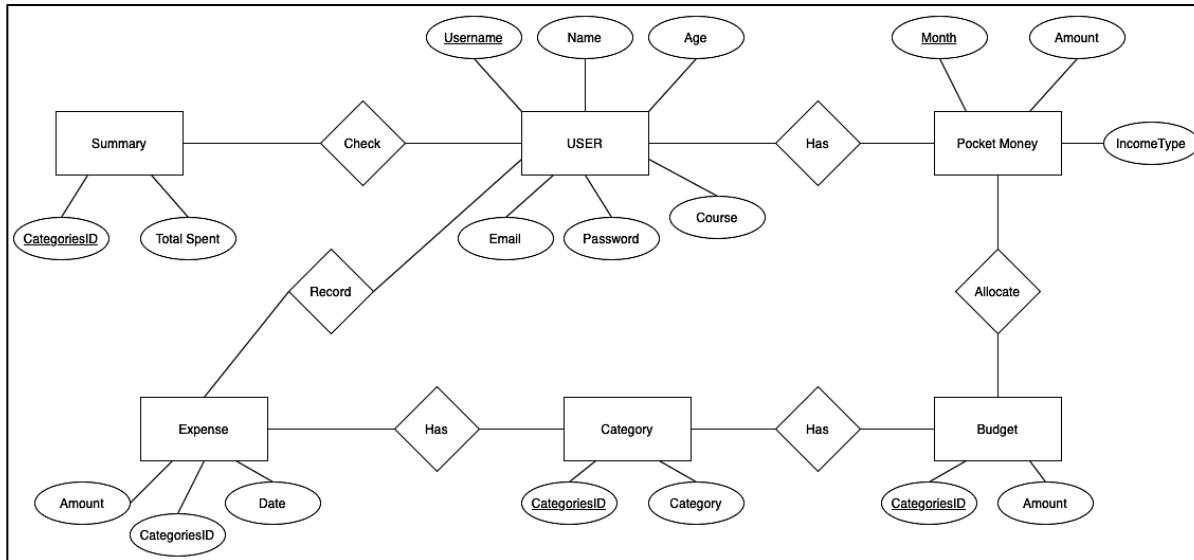 Username
Name
Age
Month
Amount
Summary
Check
USER
Has
Pocket Money
IncomeType
CategoriesID
Total Spent
Email
Password
Course
Record
Allocate
Expense
Has
Category
Has
Budget
Amount
CategoriesID
Date
CategoriesID
Category
CategoriesID
Amount